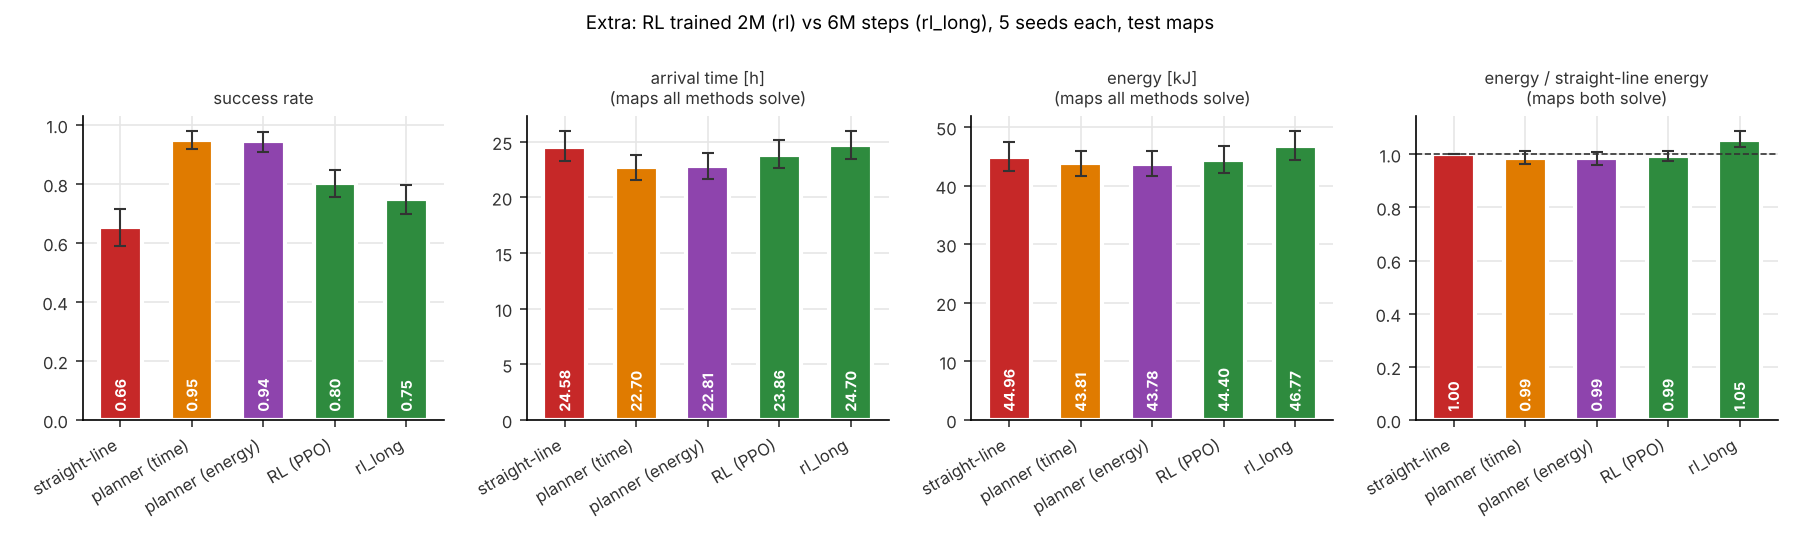 Extra: RL trained 2M (rl) vs 6M steps (rl_long), 5 seeds each, test maps
success rate
1.0
0.8
0.6
0.4
0.2
0.0
0.66
0.95
0.94
0.80
0.75
straight-line
planner (time)
planner (energy)
RL (PPO)
rl_long
arrival time [h]
(maps all methods solve)
25
20
15
10
5
0
24.58
22.70
22.81
23.86
24.70
straight-line
planner (time)
planner (energy)
RL (PPO)
rl_long
energy [kJ]
(maps all methods solve)
50
40
30
20
10
0
44.96
43.81
43.78
44.40
46.77
straight-line
planner (time)
planner (energy)
RL (PPO)
rl_long
energy / straight-line energy
(maps both solve)
1.0
0.8
0.6
0.4
0.2
0.0
1.00
0.99
0.99
0.99
1.05
straight-line
planner (time)
planner (energy)
RL (PPO)
rl_long